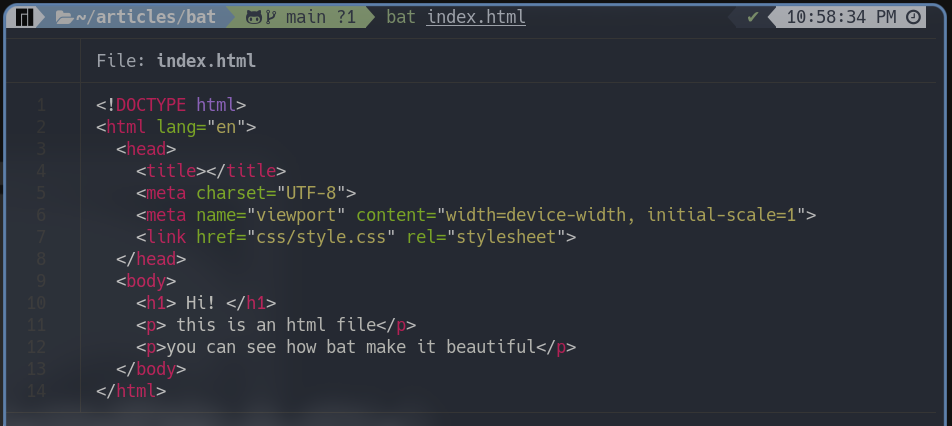 ~/articles/bat main ?1 bat index.html ✔ 10:58:34 PM
File: index.html
1 <!DOCTYPE html>
2 <html lang="en">
3   <head>
4     <title></title>
5     <meta charset="UTF-8">
6     <meta name="viewport" content="width=device-width, initial-scale=1">
7     <link href="css/style.css" rel="stylesheet">
8   </head>
9   <body>
10     <h1> Hi! </h1>
11     <p> this is an html file</p>
12     <p>you can see how bat make it beautiful</p>
13   </body>
14 </html>